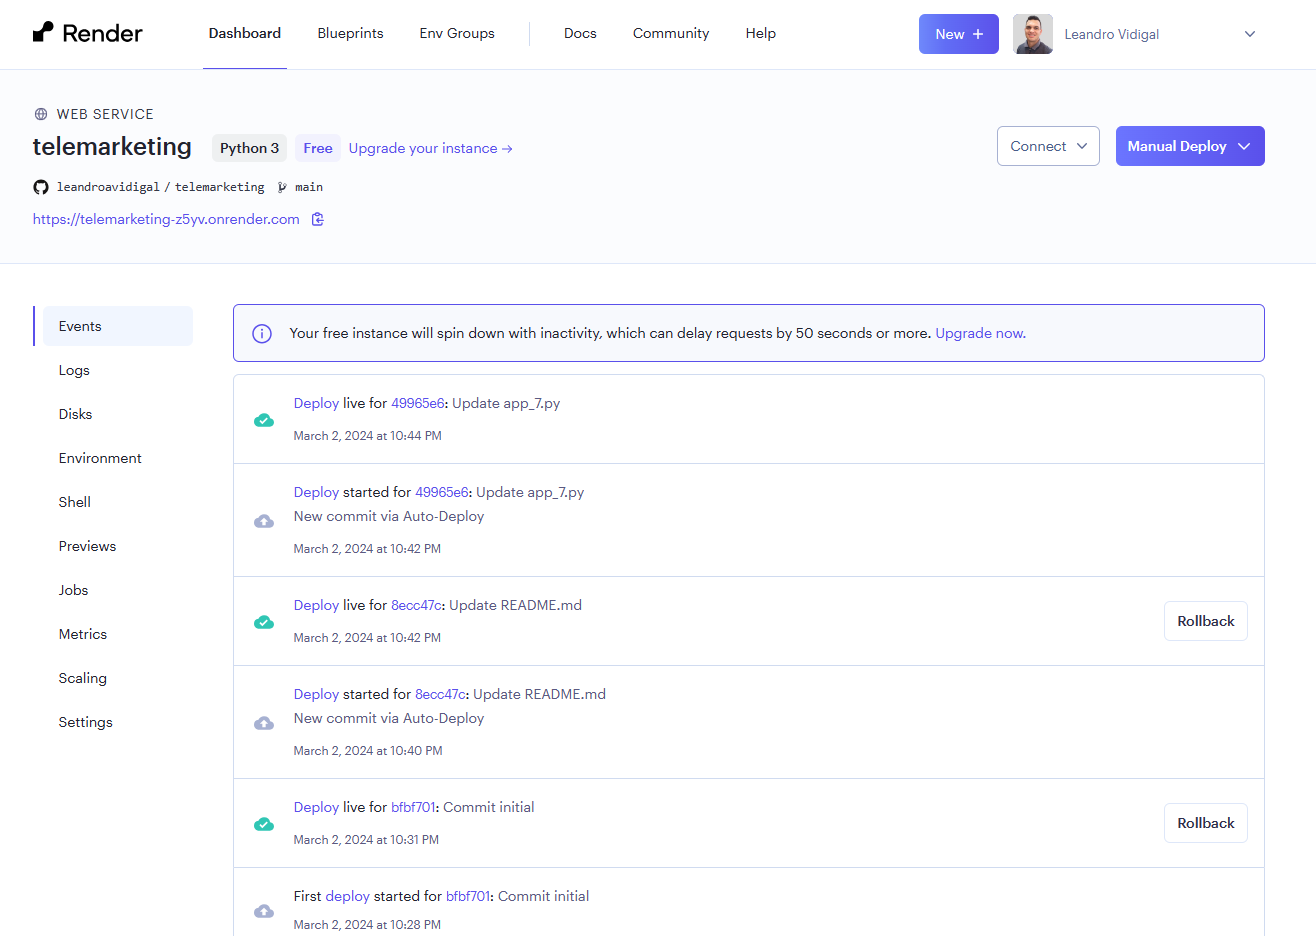 Render
Dashboard
Blueprints
Env Groups
Docs
Community
Help
New +
Leandro Vidigal
WEB SERVICE
telemarketing
Python 3
Free
Upgrade your instance →
Connect
Manual Deploy
leandroavidigal / telemarketing
main
https://telemarketing-z5yv.onrender.com
Events
Logs
Disks
Environment
Shell
Previews
Jobs
Metrics
Scaling
Settings
Your free instance will spin down with inactivity, which can delay requests by 50 seconds or more. Upgrade now.
Deploy live for 49965e6: Update app_7.py
March 2, 2024 at 10:44 PM
Deploy started for 49965e6: Update app_7.py
New commit via Auto-Deploy
March 2, 2024 at 10:42 PM
Deploy live for 8ecc47c: Update README.md
March 2, 2024 at 10:42 PM
Rollback
Deploy started for 8ecc47c: Update README.md
New commit via Auto-Deploy
March 2, 2024 at 10:40 PM
Deploy live for bfbf701: Commit initial
March 2, 2024 at 10:31 PM
Rollback
First deploy started for bfbf701: Commit initial
March 2, 2024 at 10:28 PM